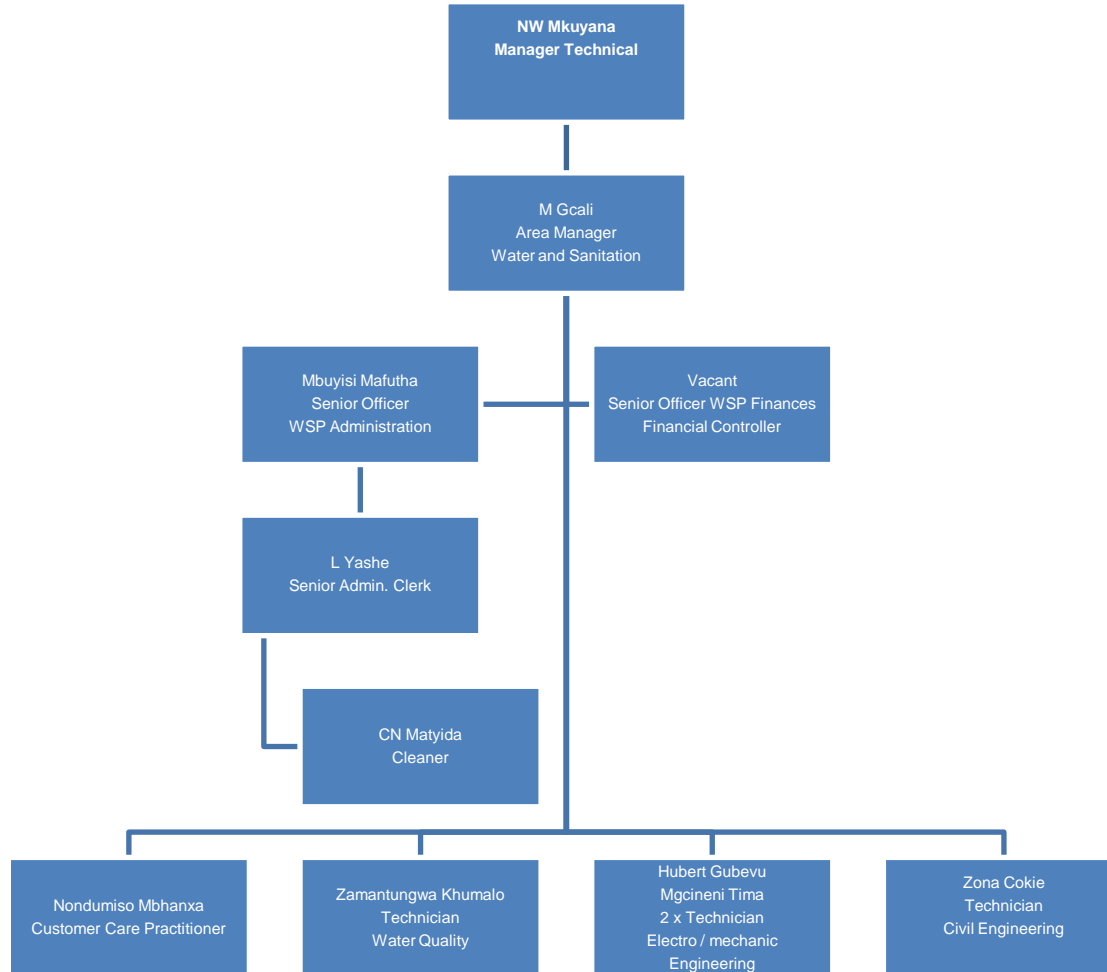 NW Mkuyana
Manager Technical
M Gcali
Area Manager
Water and Sanitation
Mbuyisi Mafutha
Senior Officer
WSP Administration
Vacant
Senior Officer WSP Finances
Financial Controller
L Yashe
Senior Admin. Clerk
CN Matyida
Cleaner
Nondumiso Mbhanxa
Customer Care Practitioner
Zamantungwa Khumalo
Technician
Water Quality
Hubert Gubevu
Mgcineni Tima
2 x Technician
Electro / mechanic
Engineering
Zona Cokie
Technician
Civil Engineering